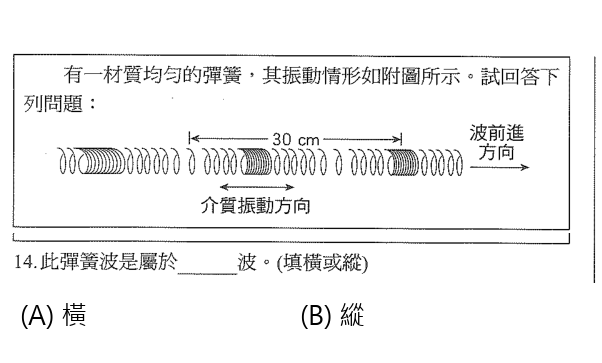 有一材質均勻的彈簧，其振動情形如附圖所示。試回答下
列問題：
30 cm
波前進
方向
介質振動方向
14.此彈簧波是屬於______波。(填橫或縱)
(A) 橫
(B) 縱